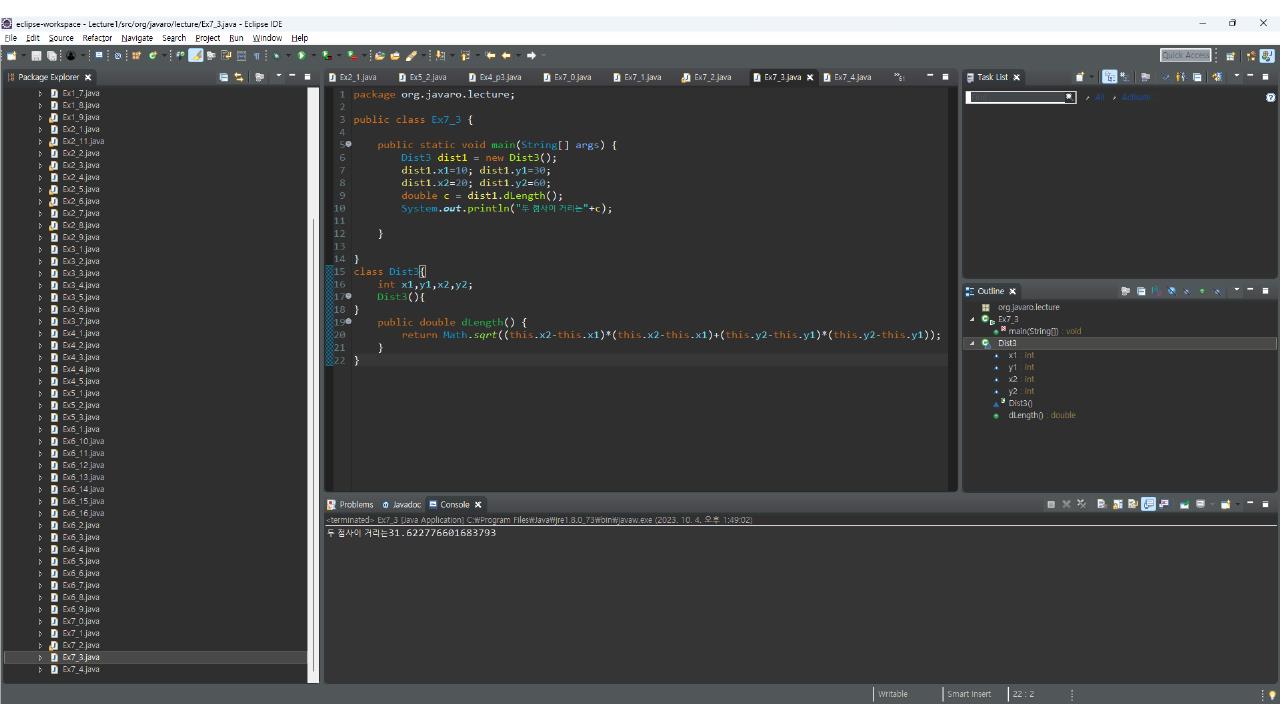 eclipse-workspace - Lecture1/src/org/javaro/lecture/Ex7_3.java - Eclipse IDE
File Edit Source Refactor Navigate Search Project Run Window Help
Quick Access
Package Explorer
Ex1_7.java
Ex1_8.java
Ex1_9.java
Ex2_1.java
Ex2_11.java
Ex2_2.java
Ex2_3.java
Ex2_4.java
Ex2_5.java
Ex2_6.java
Ex2_7.java
Ex2_8.java
Ex2_9.java
Ex3_1.java
Ex3_2.java
Ex3_3.java
Ex3_4.java
Ex3_5.java
Ex3_6.java
Ex3_7.java
Ex4_1.java
Ex4_2.java
Ex4_3.java
Ex4_4.java
Ex4_5.java
Ex5_1.java
Ex5_2.java
Ex5_3.java
Ex6_1.java
Ex6_10.java
Ex6_11.java
Ex6_12.java
Ex6_13.java
Ex6_14.java
Ex6_15.java
Ex6_16.java
Ex6_2.java
Ex6_3.java
Ex6_4.java
Ex6_5.java
Ex6_6.java
Ex6_7.java
Ex6_8.java
Ex6_9.java
Ex7_0.java
Ex7_1.java
Ex7_2.java
Ex7_3.java
Ex7_4.java
Ex2_1.java Ex5_2.java Ex4_p3.java Ex7_0.java Ex7_1.java Ex7_2.java Ex7_3.java Ex7_4.java
1 package org.javaro.lecture;
2
3 public class Ex7_3 {
4
5 public static void main(String[] args) {
6 Dist3 dist1 = new Dist3();
7 dist1.x1=10; dist1.y1=30;
8 dist1.x2=20; dist1.y2=60;
9 double c = dist1.dLength();
10 System.out.println("두 점사이 거리는"+c);
11
12 }
13
14 }
15 class Dist3{
16 int x1,y1,x2,y2;
17 Dist3(){
18 }
19 public double dLength() {
20 return Math.sqrt((this.x2-this.x1)*(this.x2-this.x1)+(this.y2-this.y1)*(this.y2-this.y1));
21 }
22 }
Task List
Find All Activate
Outline
org.javaro.lecture
Ex7_3
main(String[]) : void
Dist3
x1 : int
y1 : int
x2 : int
y2 : int
Dist3()
dLength() : double
Problems Javadoc Console
<terminated> Ex7_3 [Java Application] C:₩Program Files₩Java₩jre1.8.0_73₩bin₩javaw.exe (2023. 10. 4. 오후 1:49:02)
두 점사이 거리는31.622776601683793
Writable Smart Insert 22 : 2